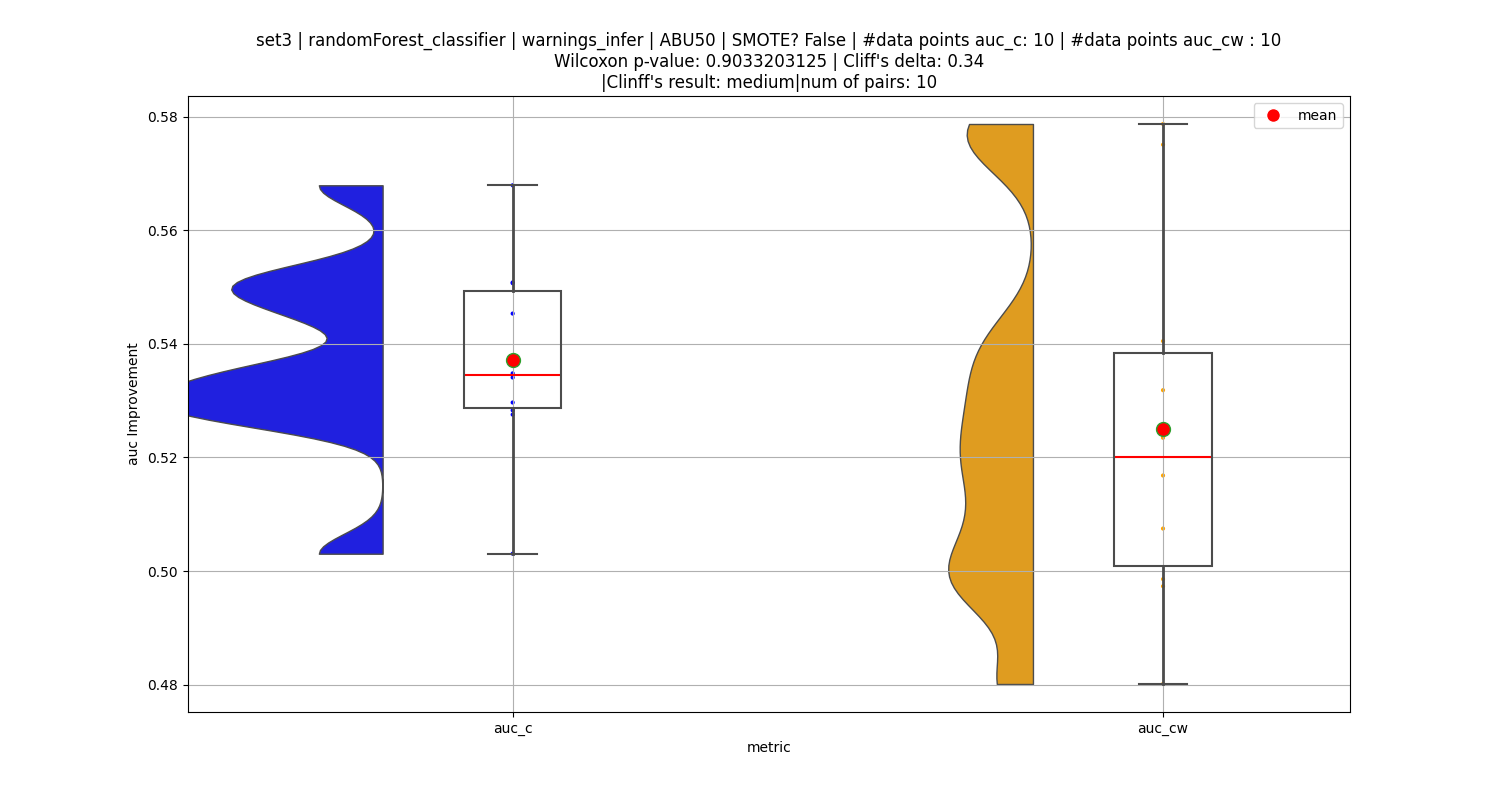 set3 | randomForest_classifier | warnings_infer | ABU50 | SMOTE? False | #data points auc_c: 10 | #data points auc_cw : 10
Wilcoxon p-value: 0.9033203125 | Cliff's delta: 0.34
|Clinff's result: medium|num of pairs: 10
mean
0.58
0.56
0.54
0.52
0.50
0.48
auc Improvement
auc_c
auc_cw
metric